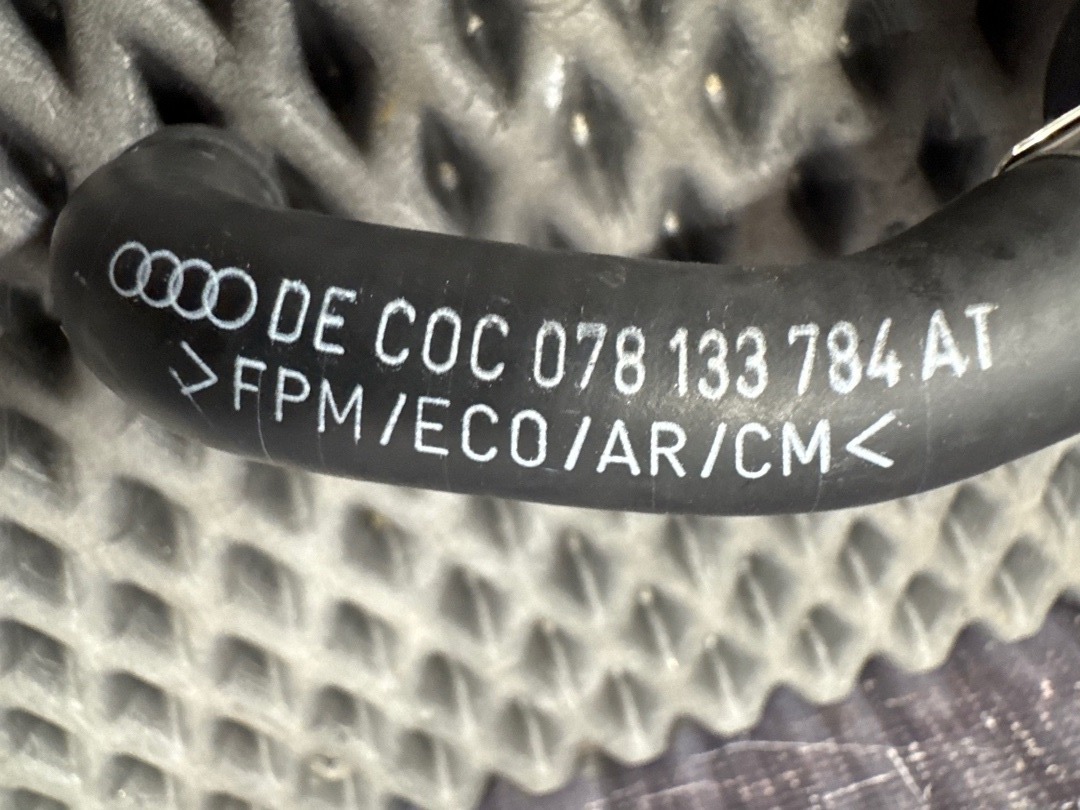 DE COC 078 133 784 AT
>FPM/ECO/AR/CM<